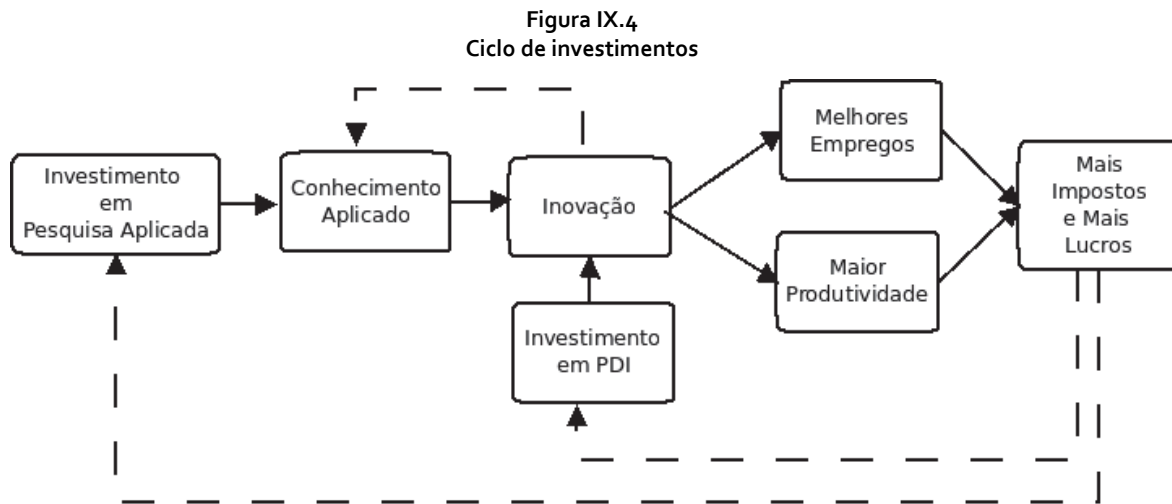 Figura IX.4
Ciclo de investimentos
Investimento
em
Pesquisa Aplicada
Conhecimento
Aplicado
Inovação
Investimento
em PDI
Melhores
Empregos
Maior
Produtividade
Mais
Impostos
e Mais
Lucros